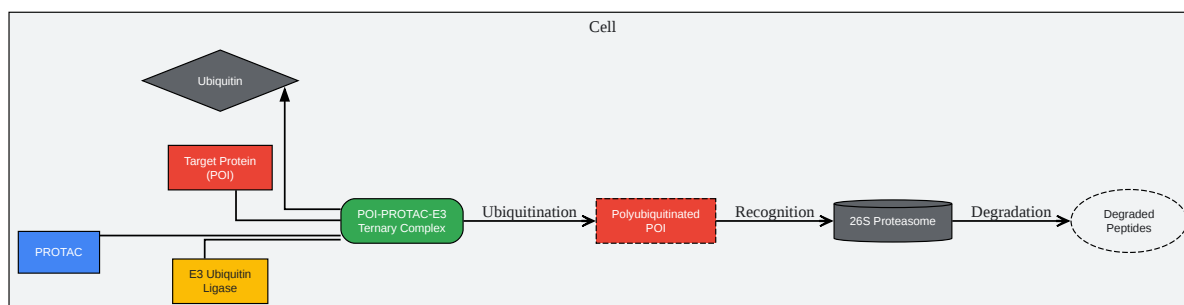 Cell
Ubiquitin
Target Protein
(POI)
PROTAC
E3 Ubiquitin
Ligase
POI-PROTAC-E3
Ternary Complex
Ubiquitination
Polyubiquitinated
POI
Recognition
26S Proteasome
Degradation
Degraded
Peptides